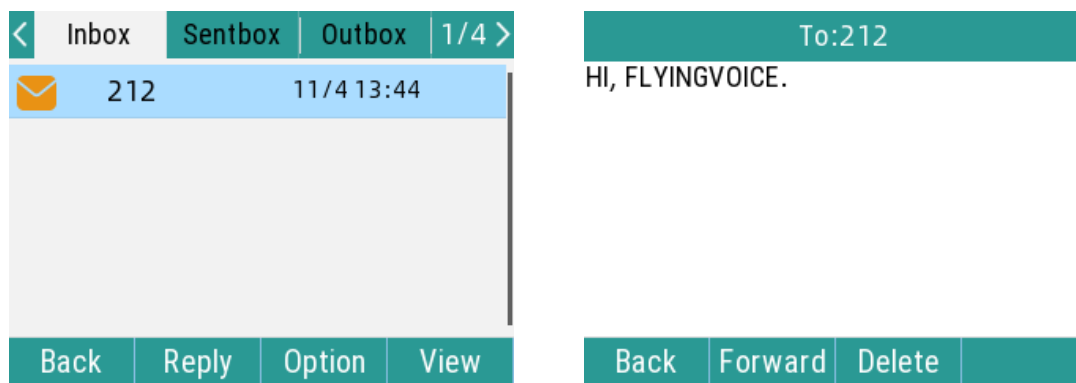 Inbox Sentbox Outbox 1/4
212 11/4 13:44
Back Reply Option View
To:212
HI, FLYINGVOICE.
Back Forward Delete